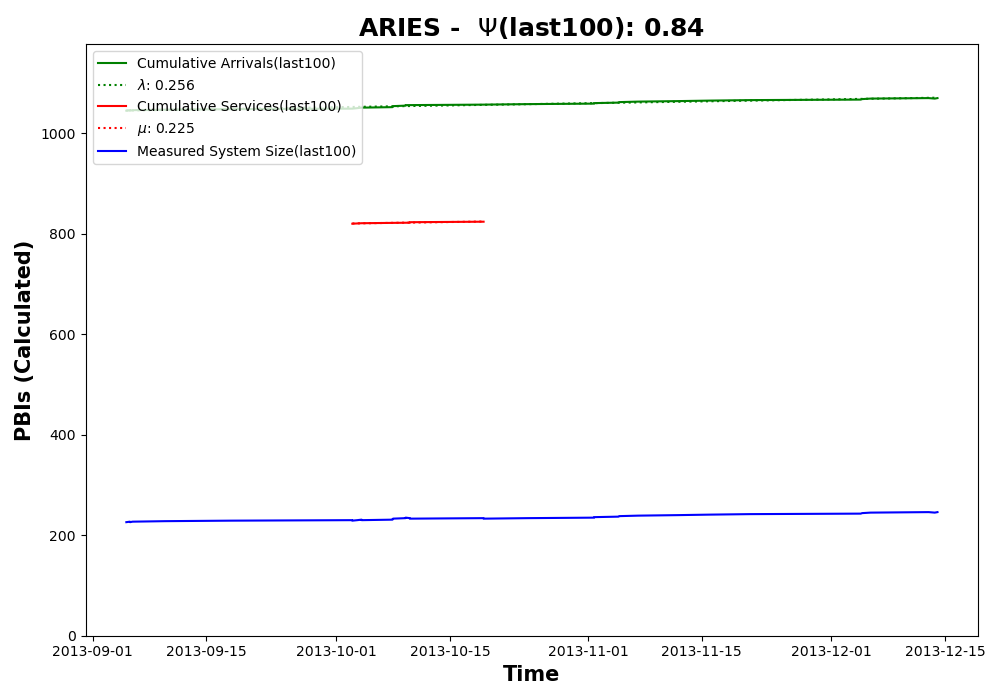 ARIES -  Ψ(last100): 0.84
Cumulative Arrivals(last100)
λ: 0.256
Cumulative Services(last100)
μ: 0.225
Measured System Size(last100)
PBIs (Calculated)
1000
800
600
400
200
0
2013-09-01 2013-09-15 2013-10-01 2013-10-15 2013-11-01 2013-11-15 2013-12-01 2013-12-15
Time